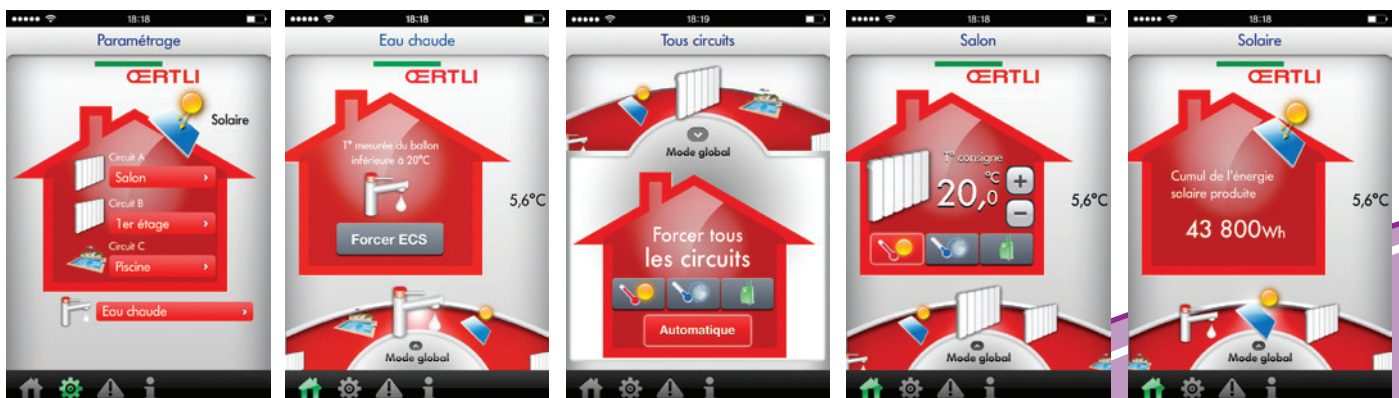 18:18
Paramétrage
ŒRTLI
Solaire
Circuit A
Salon
Circuit B
1er étage
Circuit C
Piscine
Eau chaude
18:18
Eau chaude
ŒRTLI
T° mesurée du ballon
inférieure à 20°C
5,6°C
Forcer ECS
Mode global
18:19
Tous circuits
Mode global
Forcer tous
les circuits
Automatique
18:18
Salon
ŒRTLI
T° consigne
20,0 °C
+
5,6°C
−
Mode global
18:18
Solaire
ŒRTLI
Cumul de l'énergie
solaire produite
5,6°C
43 800Wh
Mode global